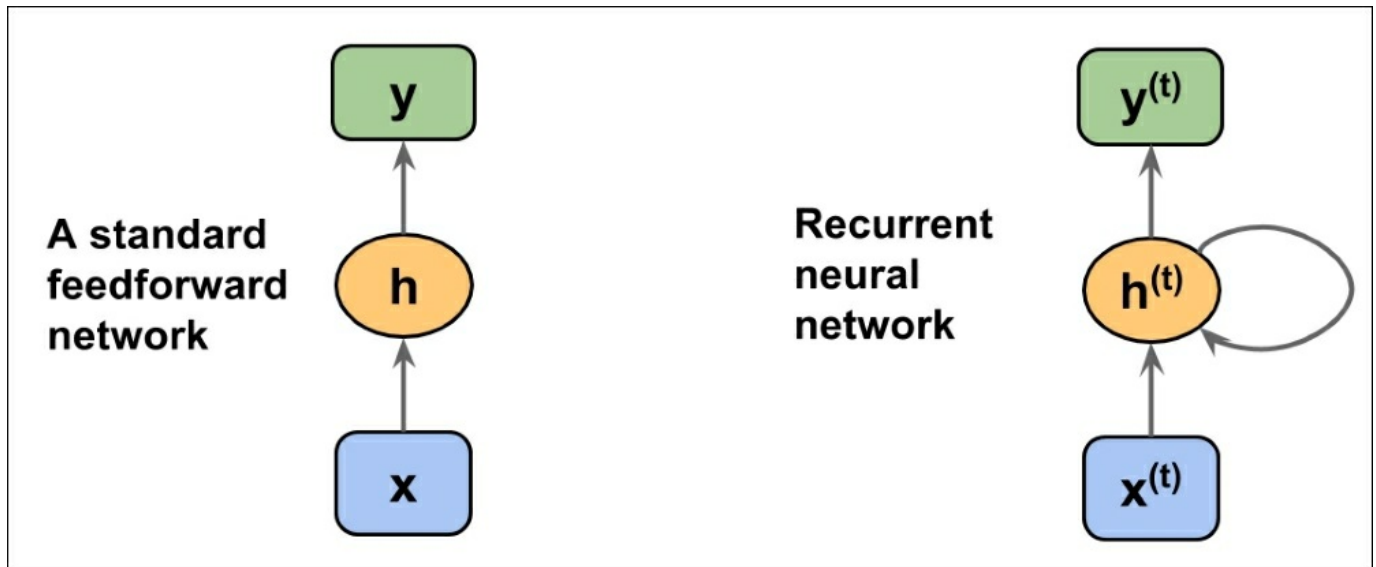 y
A standard
feedforward
network
h
x
y(t)
Recurrent
neural
network
h(t)
x(t)